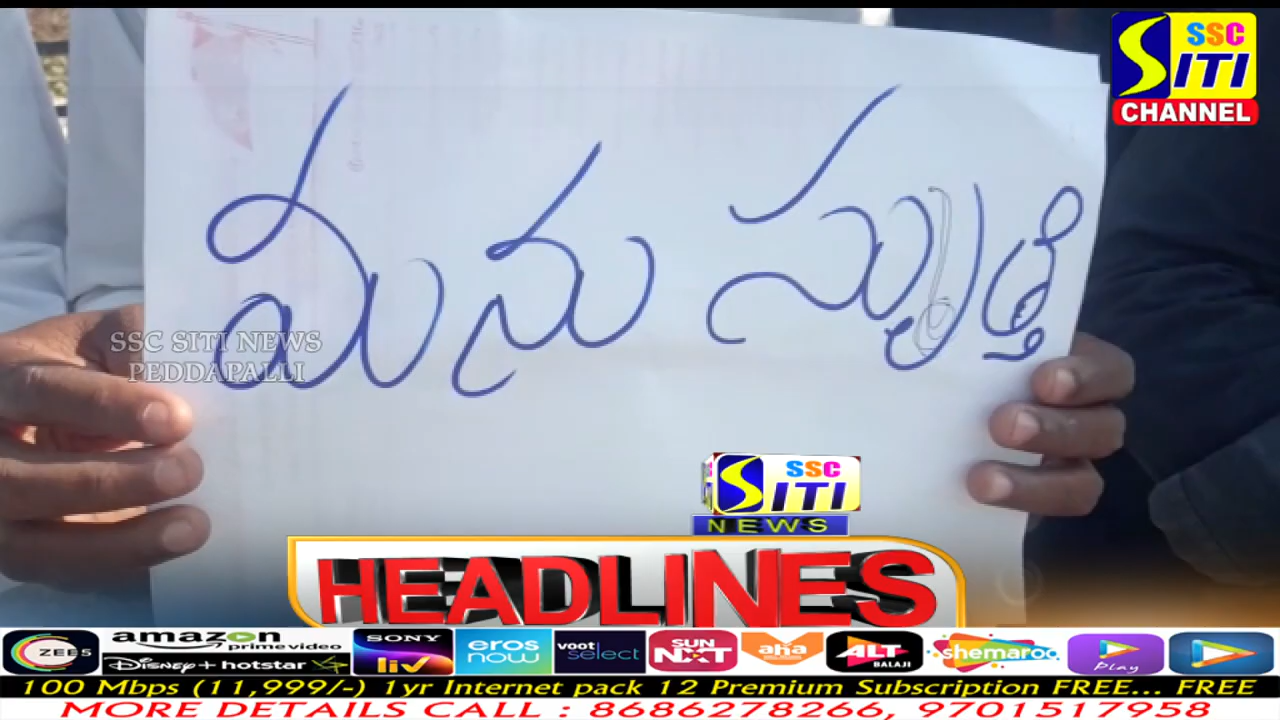 SSC
SITI
CHANNEL
మీను
SSC SITI NEWS
PEDDAPALLI
SSC
SITI
NEWS
HEADLINES
ZEE5
amazon
prime video
Disney+ hotstar VIP
SONY
liv
eros
now
voot select
SUN
NXT
aha
ALT
BALAJI
shemaroo
Play
100 Mbps (11,999/-) 1yr Internet pack 12 Premium Subscription FREE... FREE
MORE DETAILS CALL : 8686278266, 9701517958